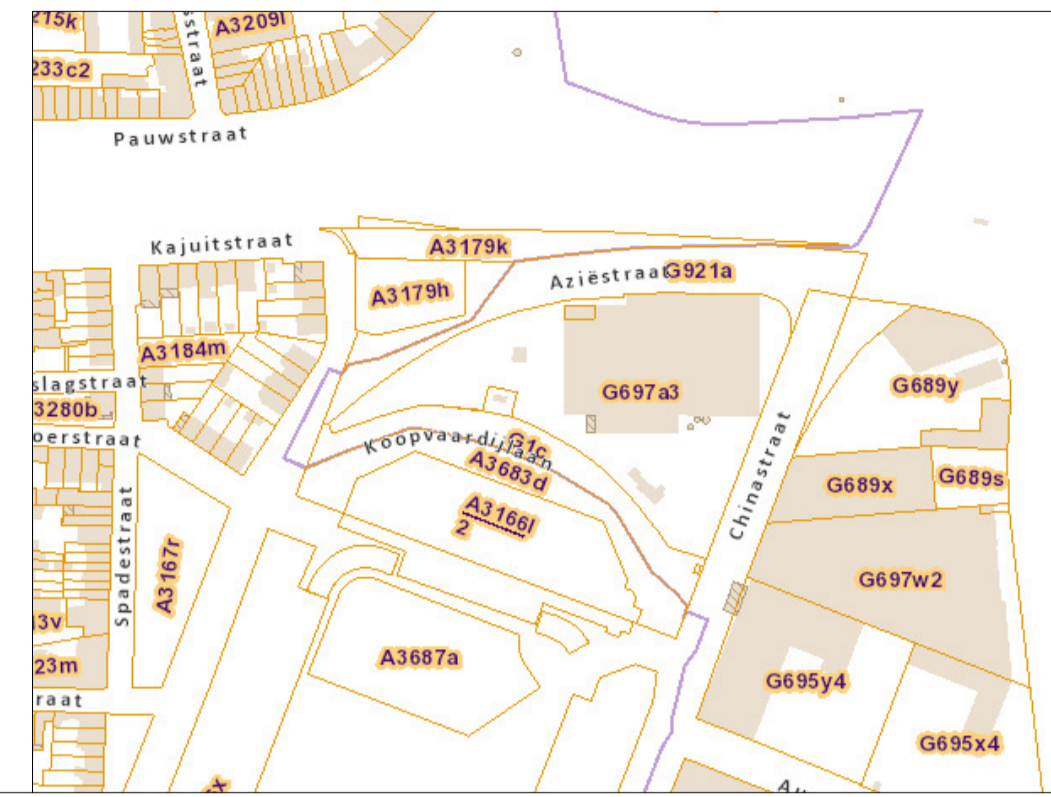 215k
A3209l
sstraat
233c2
Pauwstraat
Kajuitstraat
A3179k
Aziëstraat
G921a
A3179h
A3184m
slagstraat
3280b
G697a3
G689y
oerstraat
Koopvaardijlaan
G1c
A3683d
G689x
G689s
Chinastraat
A3166l
2
Spadestraat
A3167r
G697w2
3v
23m
A3687a
G695y4
raat
G695x4